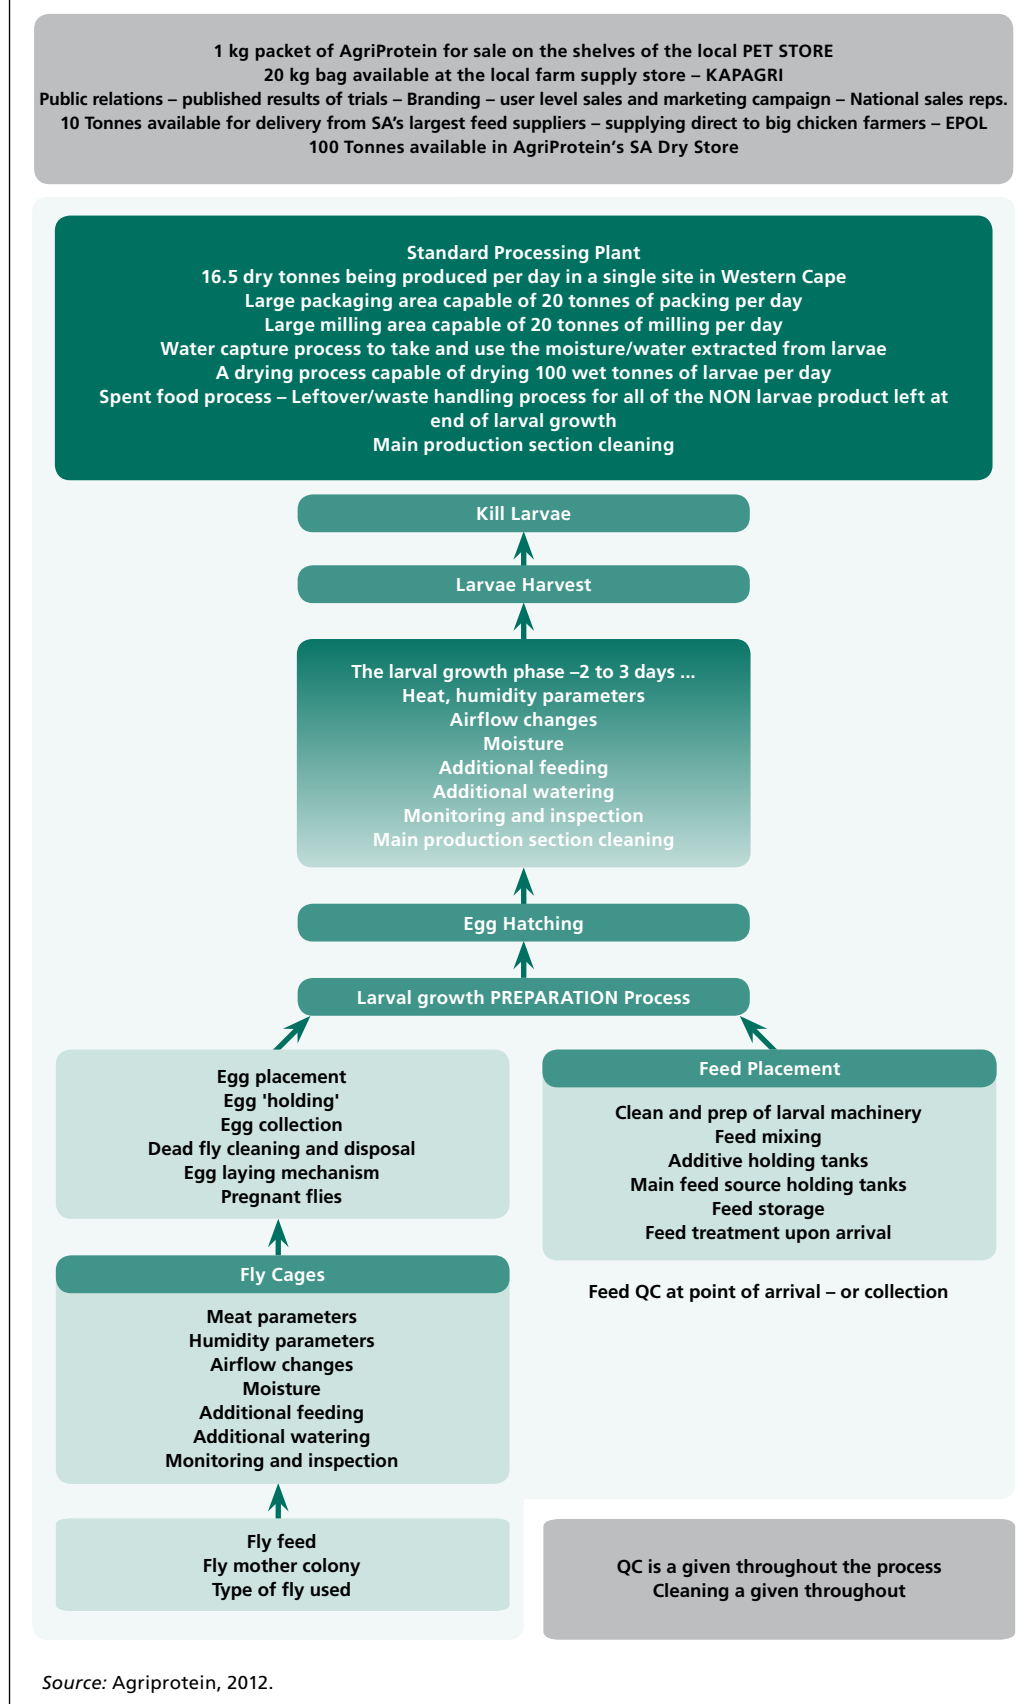 1 kg packet of AgriProtein for sale on the shelves of the local PET STORE
20 kg bag available at the local farm supply store – KAPAGRI
Public relations – published results of trials – Branding – user level sales and marketing campaign – National sales reps.
10 Tonnes available for delivery from SA’s largest feed suppliers – supplying direct to big chicken farmers – EPOL
100 Tonnes available in AgriProtein’s SA Dry Store
Standard Processing Plant
16.5 dry tonnes being produced per day in a single site in Western Cape
Large packaging area capable of 20 tonnes of packing per day
Large milling area capable of 20 tonnes of milling per day
Water capture process to take and use the moisture/water extracted from larvae
A drying process capable of drying 100 wet tonnes of larvae per day
Spent food process – Leftover/waste handling process for all of the NON larvae product left at
end of larval growth
Main production section cleaning
Kill Larvae
Larvae Harvest
The larval growth phase –2 to 3 days ...
Heat, humidity parameters
Airflow changes
Moisture
Additional feeding
Additional watering
Monitoring and inspection
Main production section cleaning
Egg Hatching
Larval growth PREPARATION Process
Egg placement
Egg 'holding'
Egg collection
Dead fly cleaning and disposal
Egg laying mechanism
Pregnant flies
Feed Placement
Clean and prep of larval machinery
Feed mixing
Additive holding tanks
Main feed source holding tanks
Feed storage
Feed treatment upon arrival
Feed QC at point of arrival – or collection
Fly Cages
Meat parameters
Humidity parameters
Airflow changes
Moisture
Additional feeding
Additional watering
Monitoring and inspection
Fly feed
Fly mother colony
Type of fly used
QC is a given throughout the process
Cleaning a given throughout
Source: Agriprotein, 2012.